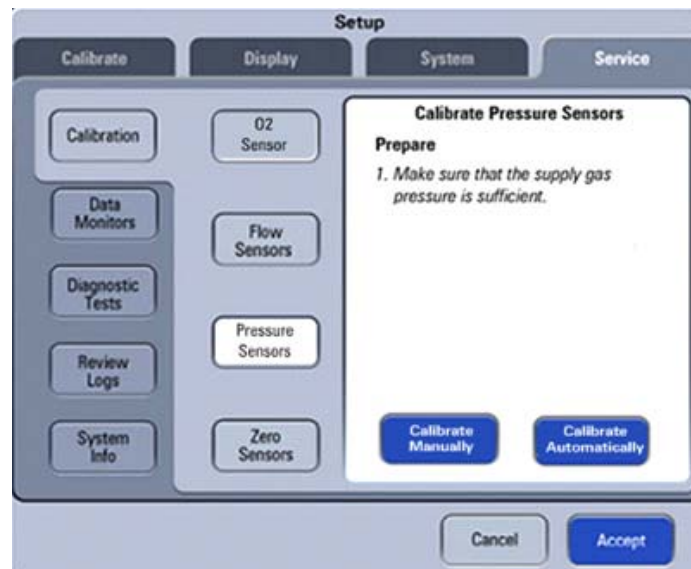 Setup
Calibrate
Display
System
Service
Calibration
Data
Monitors
Diagnostic
Tests
Review
Logs
System
Info
O2
Sensor
Flow
Sensors
Pressure
Sensors
Zero
Sensors
Calibrate Pressure Sensors
Prepare
1. Make sure that the supply gas
pressure is sufficient.
Calibrate
Manually
Calibrate
Automatically
Cancel
Accept